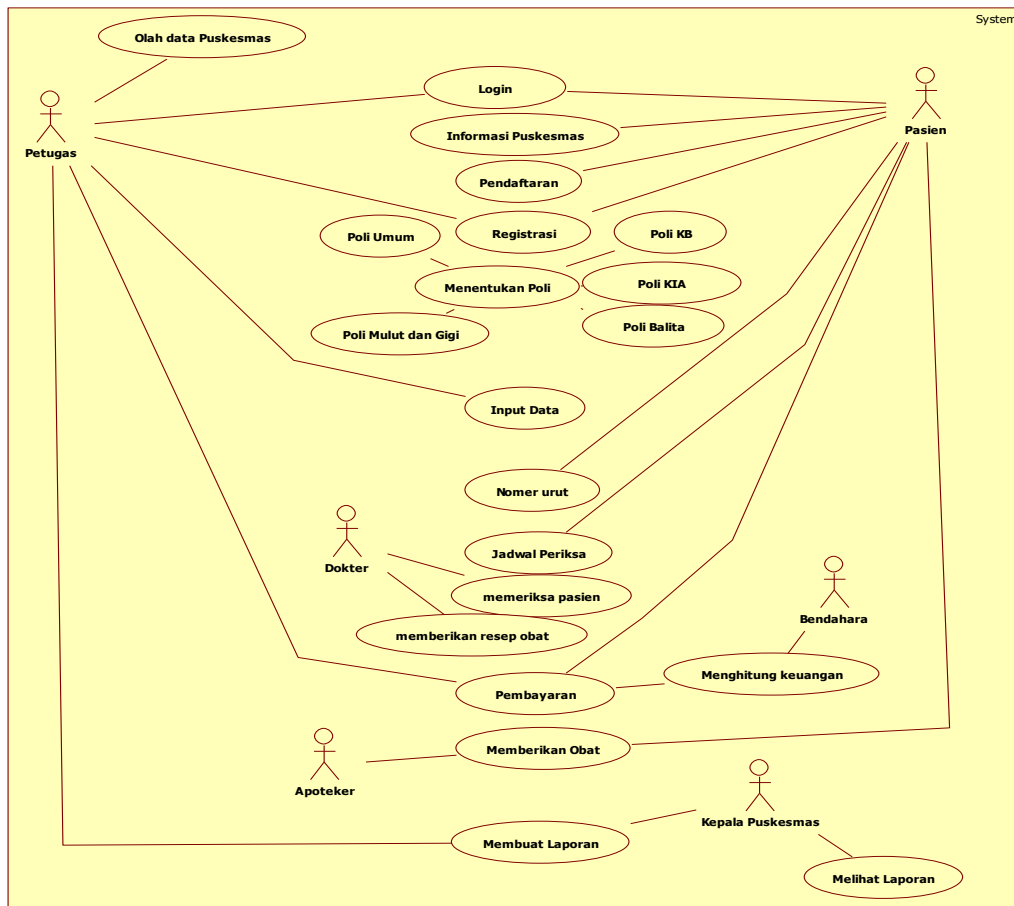 System
Olah data Puskesmas
Login
Informasi Puskesmas
Petugas
Pasien
Pendaftaran
Registrasi
Poli Umum
Poli KB
Menentukan Poli
Poli KIA
Poli Mulut dan Gigi
Poli Balita
Input Data
Nomer urut
Jadwal Periksa
Dokter
memeriksa pasien
Bendahara
memberikan resep obat
Menghitung keuangan
Pembayaran
Memberikan Obat
Apoteker
Kepala Puskesmas
Membuat Laporan
Melihat Laporan